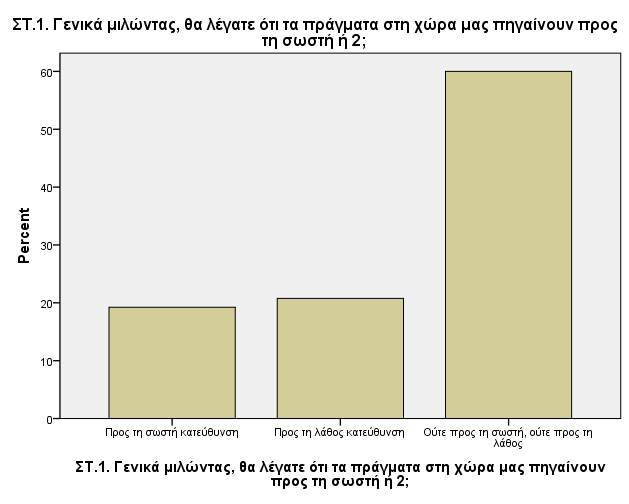 ΣΤ.1. Γενικά μιλώντας, θα λέγατε ότι τα πράγματα στη χώρα μας πηγαίνουν προς
τη σωστή ή 2;
60
50
40
30
20
10
0
Percent
Προς τη σωστή κατεύθυνση
Προς τη λάθος κατεύθυνση
Ούτε προς τη σωστή, ούτε προς τη
λάθος
ΣΤ.1. Γενικά μιλώντας, θα λέγατε ότι τα πράγματα στη χώρα μας πηγαίνουν
προς τη σωστή ή 2;